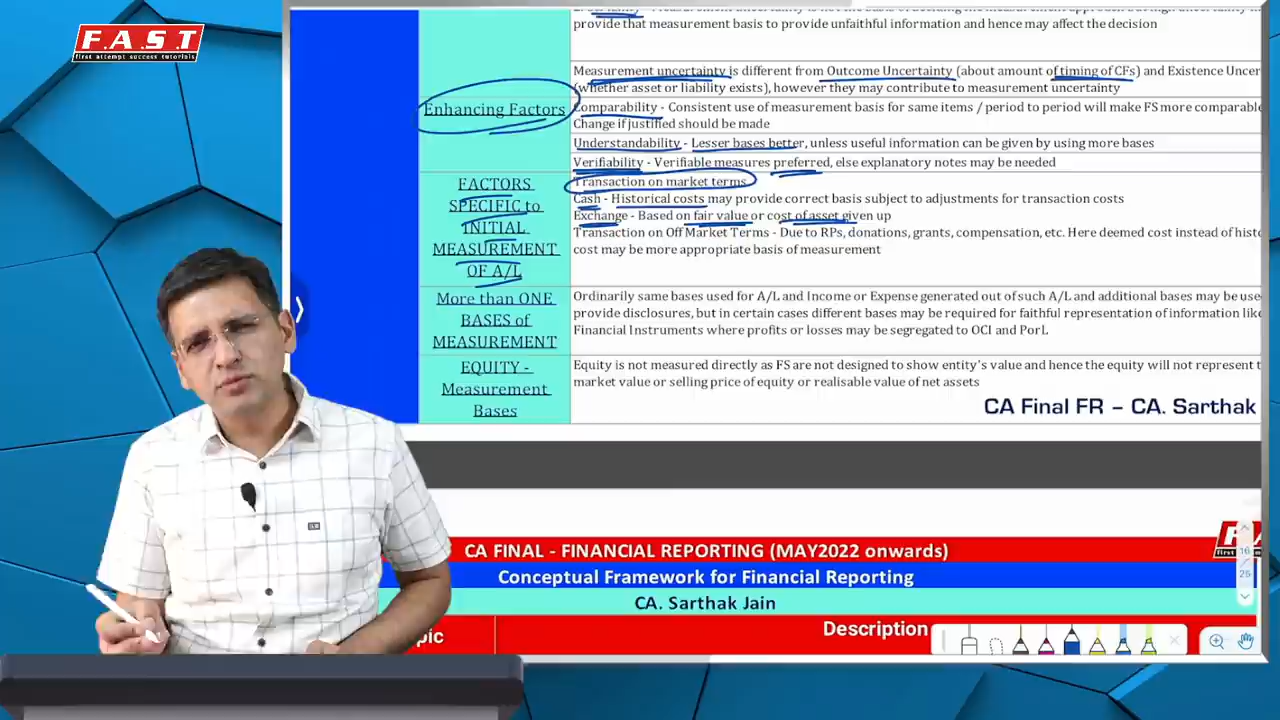 F.A.S.T
first attempt success tutorials
provide that measurement basis to provide unfaithful information and hence may affect the decision
Measurement uncertainty is different from Outcome Uncertainty (about amount of timing of CFs) and Existence Uncer
(whether asset or liability exists), however they may contribute to measurement uncertainty
Enhancing Factors
Comparability - Consistent use of measurement basis for same items / period to period will make FS more comparable
Change if justified should be made
Understandability - Lesser bases better, unless useful information can be given by using more bases
Verifiability - Verifiable measures preferred, else explanatory notes may be needed
FACTORS
SPECIFIC to
INITIAL
MEASUREMENT
OF A/L
Transaction on market terms
Cash - Historical costs may provide correct basis subject to adjustments for transaction costs
Exchange - Based on fair value or cost of asset given up
Transaction on Off Market Terms - Due to RPs, donations, grants, compensation, etc. Here deemed cost instead of histo
cost may be more appropriate basis of measurement
More than ONE
BASES of
MEASUREMENT
Ordinarily same bases used for A/L and Income or Expense generated out of such A/L and additional bases may be use
provide disclosures, but in certain cases different bases may be required for faithful representation of information like
Financial Instruments where profits or losses may be segregated to OCI and PorL
EQUITY -
Measurement
Bases
Equity is not measured directly as FS are not designed to show entity's value and hence the equity will not represent t
market value or selling price of equity or realisable value of net assets
CA Final FR – CA. Sarthak
CA FINAL - FINANCIAL REPORTING (MAY2022 onwards)
Conceptual Framework for Financial Reporting
CA. Sarthak Jain
pic
Description
16
25